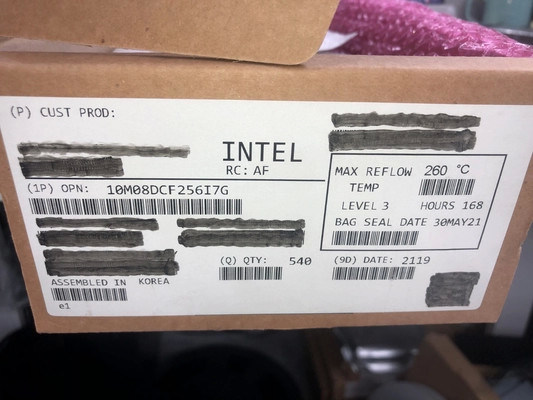 (P) CUST PROD:
INTEL
RC: AF
MAX REFLOW 260 °C
TEMP
LEVEL 3 HOURS 168
BAG SEAL DATE 30MAY21
(1P) OPN: 10M08DCF256I7G
(Q) QTY: 540
(9D) DATE: 2119
ASSEMBLED IN KOREA
e1